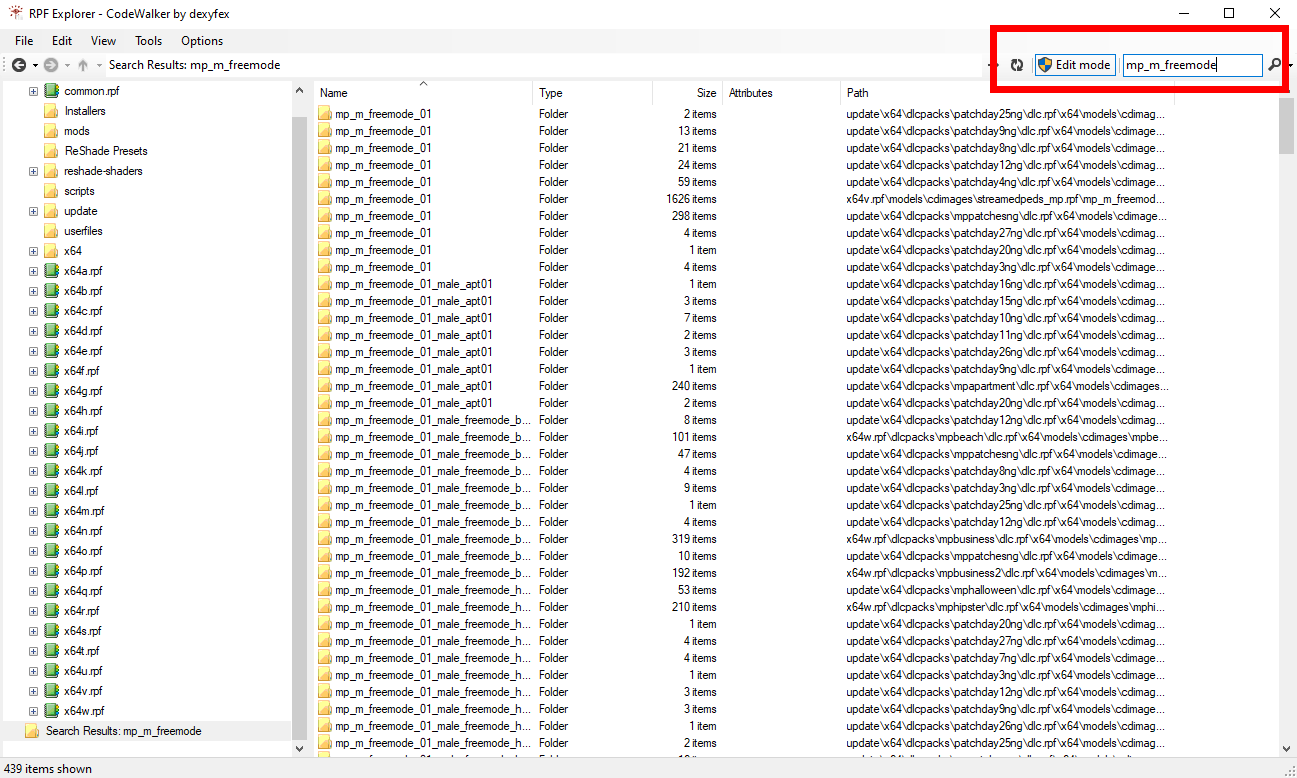 RPF Explorer - CodeWalker by dexyfex
File Edit View Tools Options
Search Results: mp_m_freemode Edit mode mp_m_freemode
common.rpf
Installers
mods
ReShade Presets
reshade-shaders
scripts
update
userfiles
x64
x64a.rpf
x64b.rpf
x64c.rpf
x64d.rpf
x64e.rpf
x64f.rpf
x64g.rpf
x64h.rpf
x64i.rpf
x64j.rpf
x64k.rpf
x64l.rpf
x64m.rpf
x64n.rpf
x64o.rpf
x64p.rpf
x64q.rpf
x64r.rpf
x64s.rpf
x64t.rpf
x64u.rpf
x64v.rpf
x64w.rpf
Search Results: mp_m_freemode
Name Type Size Attributes Path
mp_m_freemode_01 Folder 2 items update\x64\dlcpacks\patchday25ng\dlc.rpf\x64\models\cdimag...
mp_m_freemode_01 Folder 13 items update\x64\dlcpacks\patchday9ng\dlc.rpf\x64\models\cdimage...
mp_m_freemode_01 Folder 21 items update\x64\dlcpacks\patchday8ng\dlc.rpf\x64\models\cdimage...
mp_m_freemode_01 Folder 24 items update\x64\dlcpacks\patchday12ng\dlc.rpf\x64\models\cdimag...
mp_m_freemode_01 Folder 59 items update\x64\dlcpacks\patchday4ng\dlc.rpf\x64\models\cdimage...
mp_m_freemode_01 Folder 1626 items x64v.rpf\models\cdimages\streamedpeds_mp.rpf\mp_m_freemod...
mp_m_freemode_01 Folder 298 items update\x64\dlcpacks\mppatchesng\dlc.rpf\x64\models\cdimage...
mp_m_freemode_01 Folder 4 items update\x64\dlcpacks\patchday27ng\dlc.rpf\x64\models\cdimag...
mp_m_freemode_01 Folder 1 item update\x64\dlcpacks\patchday20ng\dlc.rpf\x64\models\cdimag...
mp_m_freemode_01 Folder 4 items update\x64\dlcpacks\patchday3ng\dlc.rpf\x64\models\cdimage...
mp_m_freemode_01_male_apt01 Folder 1 item update\x64\dlcpacks\patchday16ng\dlc.rpf\x64\models\cdimag...
mp_m_freemode_01_male_apt01 Folder 3 items update\x64\dlcpacks\patchday15ng\dlc.rpf\x64\models\cdimag...
mp_m_freemode_01_male_apt01 Folder 7 items update\x64\dlcpacks\patchday10ng\dlc.rpf\x64\models\cdimag...
mp_m_freemode_01_male_apt01 Folder 2 items update\x64\dlcpacks\patchday11ng\dlc.rpf\x64\models\cdimag...
mp_m_freemode_01_male_apt01 Folder 3 items update\x64\dlcpacks\patchday26ng\dlc.rpf\x64\models\cdimag...
mp_m_freemode_01_male_apt01 Folder 1 item update\x64\dlcpacks\patchday9ng\dlc.rpf\x64\models\cdimage...
mp_m_freemode_01_male_apt01 Folder 240 items update\x64\dlcpacks\mpapartment\dlc.rpf\x64\models\cdimages...
mp_m_freemode_01_male_apt01 Folder 2 items update\x64\dlcpacks\patchday20ng\dlc.rpf\x64\models\cdimag...
mp_m_freemode_01_male_freemode_b... Folder 8 items update\x64\dlcpacks\patchday12ng\dlc.rpf\x64\models\cdimag...
mp_m_freemode_01_male_freemode_b... Folder 101 items x64w.rpf\dlcpacks\mpbeach\dlc.rpf\x64\models\cdimages\mpbe...
mp_m_freemode_01_male_freemode_b... Folder 47 items update\x64\dlcpacks\mppatchesng\dlc.rpf\x64\models\cdimage...
mp_m_freemode_01_male_freemode_b... Folder 4 items update\x64\dlcpacks\patchday8ng\dlc.rpf\x64\models\cdimage...
mp_m_freemode_01_male_freemode_b... Folder 9 items update\x64\dlcpacks\patchday3ng\dlc.rpf\x64\models\cdimage...
mp_m_freemode_01_male_freemode_b... Folder 1 item update\x64\dlcpacks\patchday25ng\dlc.rpf\x64\models\cdimag...
mp_m_freemode_01_male_freemode_b... Folder 4 items update\x64\dlcpacks\patchday12ng\dlc.rpf\x64\models\cdimag...
mp_m_freemode_01_male_freemode_b... Folder 319 items x64w.rpf\dlcpacks\mpbusiness\dlc.rpf\x64\models\cdimages\mp...
mp_m_freemode_01_male_freemode_b... Folder 10 items update\x64\dlcpacks\mppatchesng\dlc.rpf\x64\models\cdimage...
mp_m_freemode_01_male_freemode_b... Folder 192 items x64w.rpf\dlcpacks\mpbusiness2\dlc.rpf\x64\models\cdimages\m...
mp_m_freemode_01_male_freemode_h... Folder 53 items update\x64\dlcpacks\mphalloween\dlc.rpf\x64\models\cdimage...
mp_m_freemode_01_male_freemode_h... Folder 210 items x64w.rpf\dlcpacks\mphipster\dlc.rpf\x64\models\cdimages\mphi...
mp_m_freemode_01_male_freemode_h... Folder 1 item update\x64\dlcpacks\patchday20ng\dlc.rpf\x64\models\cdimag...
mp_m_freemode_01_male_freemode_h... Folder 4 items update\x64\dlcpacks\patchday27ng\dlc.rpf\x64\models\cdimag...
mp_m_freemode_01_male_freemode_h... Folder 4 items update\x64\dlcpacks\patchday7ng\dlc.rpf\x64\models\cdimage...
mp_m_freemode_01_male_freemode_h... Folder 1 item update\x64\dlcpacks\patchday3ng\dlc.rpf\x64\models\cdimage...
mp_m_freemode_01_male_freemode_h... Folder 3 items update\x64\dlcpacks\patchday12ng\dlc.rpf\x64\models\cdimag...
mp_m_freemode_01_male_freemode_h... Folder 3 items update\x64\dlcpacks\patchday9ng\dlc.rpf\x64\models\cdimage...
mp_m_freemode_01_male_freemode_h... Folder 1 item update\x64\dlcpacks\patchday26ng\dlc.rpf\x64\models\cdimag...
mp_m_freemode_01_male_freemode_h... Folder 2 items update\x64\dlcpacks\patchday25ng\dlc.rpf\x64\models\cdimag...
439 items shown